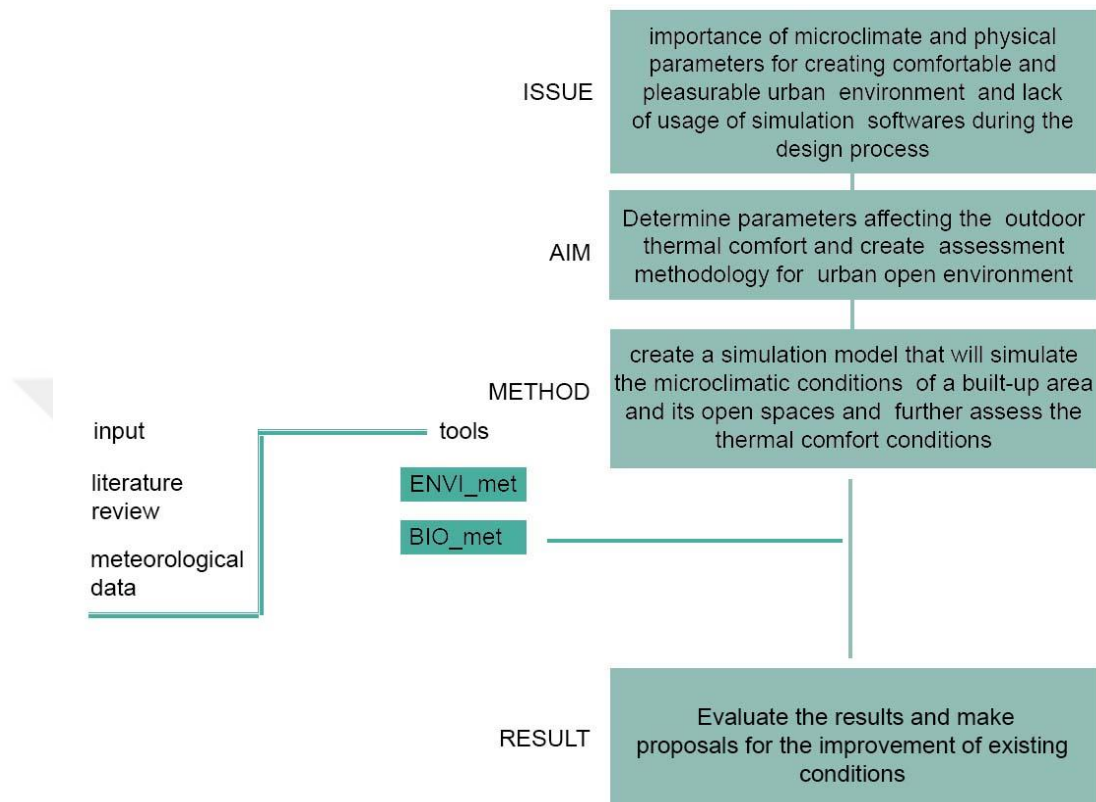 ISSUE
importance of microclimate and physical
parameters for creating comfortable and
pleasurable urban environment and lack
of usage of simulation softwares during the
design process
AIM
Determine parameters affecting the outdoor
thermal comfort and create assessment
methodology for urban open environment
METHOD
create a simulation model that will simulate
the microclimatic conditions of a built-up area
and its open spaces and further assess the
thermal comfort conditions
input
literature
review
meteorological
data
tools
ENVI_met
BIO_met
RESULT
Evaluate the results and make
proposals for the improvement of existing
conditions